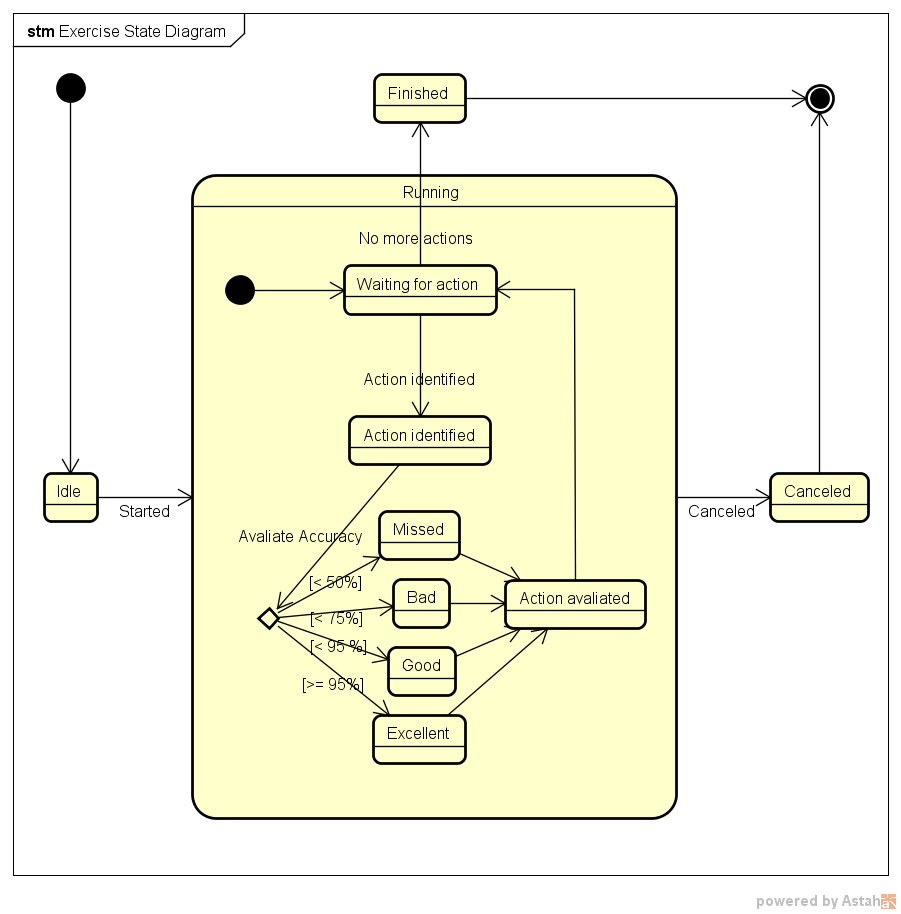 stm Exercise State Diagram
Finished
Running
No more actions
Waiting for action
Action identified
Action identified
Idle
Started
Canceled
Canceled
Avaliate Accuracy
Missed
[< 50%]
Bad
Action avaliated
[< 75%]
[< 95 %]
Good
[>= 95%]
Excellent
powered by Astah